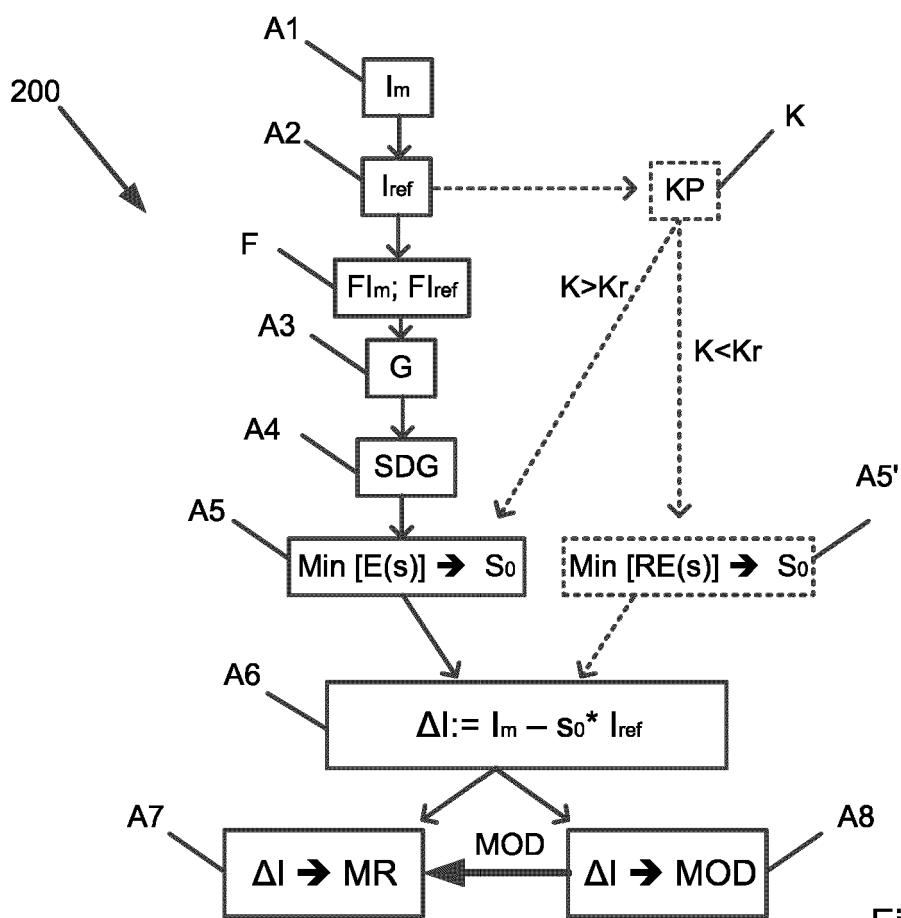 A1
200
Im
A2
K
Iref
KP
F
FIm; FIref
K>Kr
A3
K<Kr
G
A4
SDG
A5'
A5
Min [E(s)] ➔ S0
Min [RE(s)] ➔ S0
A6
ΔI:= Im – s0* Iref
A7
A8
MOD
ΔI ➔ MR
ΔI ➔ MOD